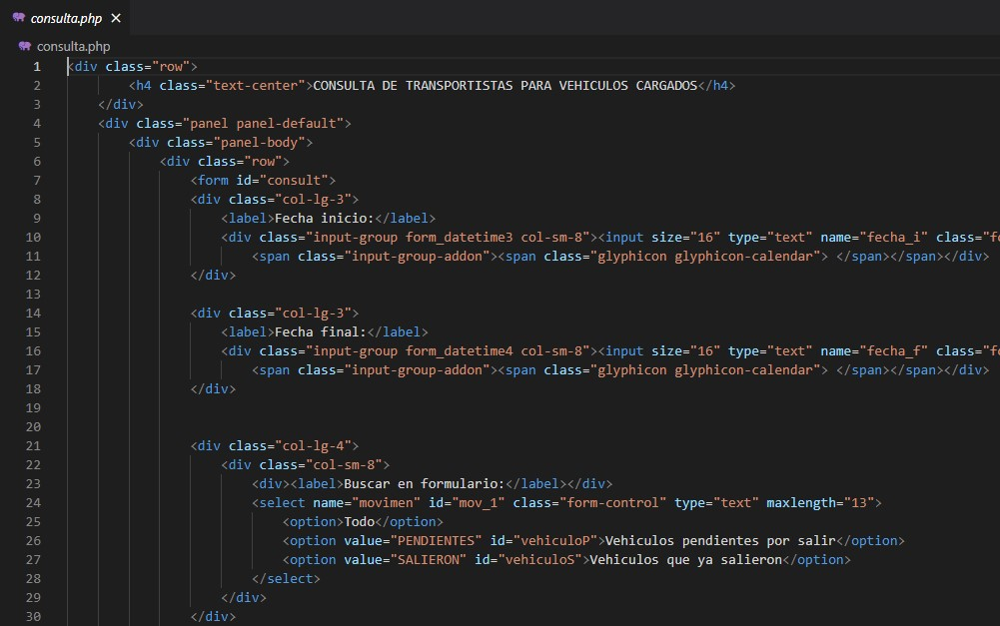 consulta.php ×
consulta.php
1 <div class="row">
2 <h4 class="text-center">CONSULTA DE TRANSPORTISTAS PARA VEHICULOS CARGADOS</h4>
3 </div>
4 <div class="panel panel-default">
5 <div class="panel-body">
6 <div class="row">
7 <form id="consult">
8 <div class="col-lg-3">
9 <label>Fecha inicio:</label>
10 <div class="input-group form_datetime3 col-sm-8"><input size="16" type="text" name="fecha_i" class="fo
11 <span class="input-group-addon"><span class="glyphicon glyphicon-calendar"> </span></span></div>
12 </div>
13
14 <div class="col-lg-3">
15 <label>Fecha final:</label>
16 <div class="input-group form_datetime4 col-sm-8"><input size="16" type="text" name="fecha_f" class="fo
17 <span class="input-group-addon"><span class="glyphicon glyphicon-calendar"> </span></span></div>
18 </div>
19
20
21 <div class="col-lg-4">
22 <div class="col-sm-8">
23 <div><label>Buscar en formulario:</label></div>
24 <select name="movimen" id="mov_1" class="form-control" type="text" maxlength="13">
25 <option>Todo</option>
26 <option value="PENDIENTES" id="vehiculoP">Vehiculos pendientes por salir</option>
27 <option value="SALIERON" id="vehiculoS">Vehiculos que ya salieron</option>
28 </select>
29 </div>
30 </div>